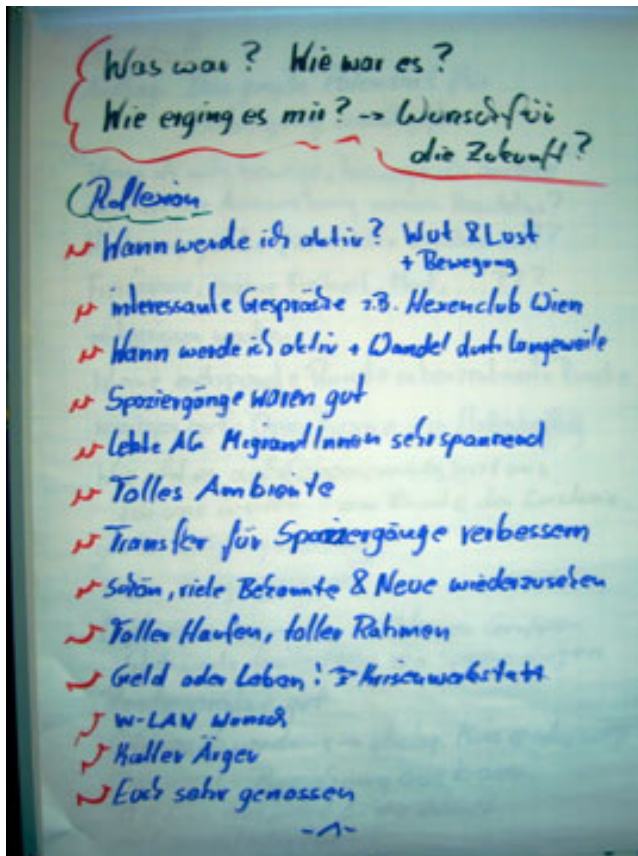 Was war? Wie war es?
Wie erging es mir? → Wunsch für
die Zukunft?
Reflexion
Wann werde ich aktiv? Wut & Lust
+ Bewegung
interessante Gespräche z.B. Hexenclub Wien
Wann werde ich aktiv + Wandel durch Langeweile
Spaziergänge waren gut
letzte AG MigrantInnen sehr spannend
Tolles Ambiente
Transfer für Spaziergänge verbessern
Schön, viele Bekannte & Neue wiederzusehen
Toller Haufen, toller Rahmen
Geld oder Leben! → Krisenwerkstatt
W-LAN Wunsch
Kalter Ärger
Euch sehr genossen
-1-